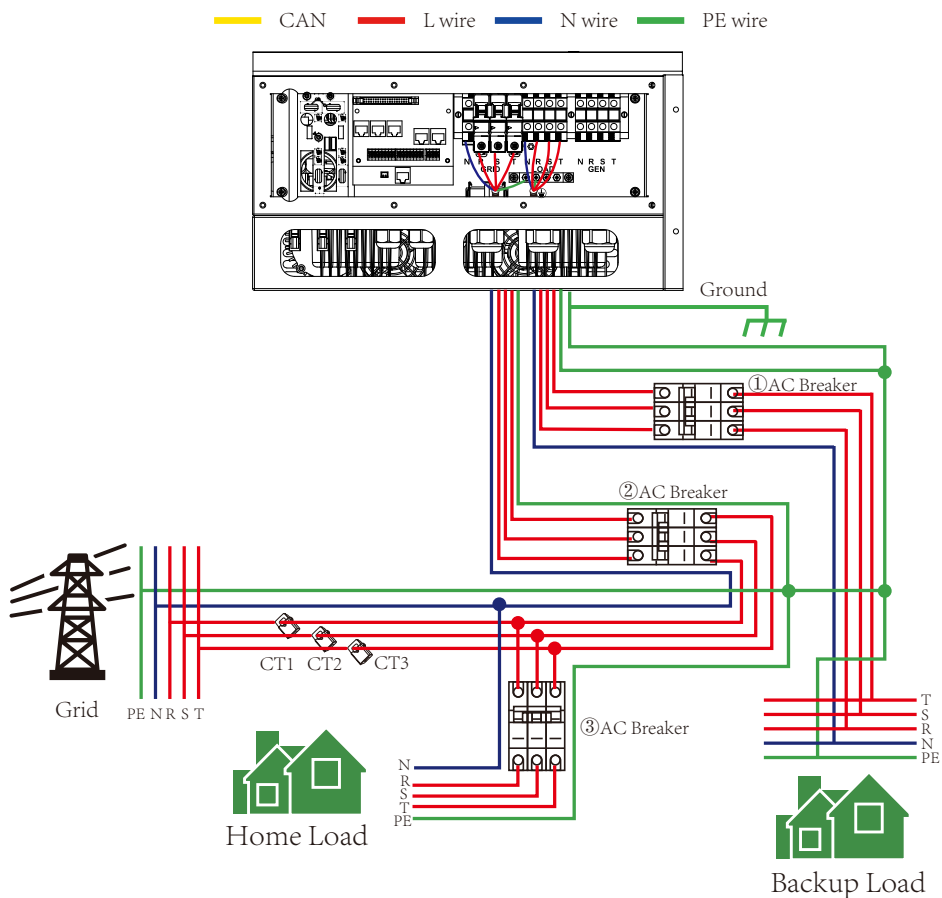 CAN L wire N wire PE wire
N R S T N R S T N R S T
GRID LOAD GEN
Ground
①AC Breaker
②AC Breaker
CT1 CT2 CT3
Grid
PE N R S T
③AC Breaker
T
S
R
N
PE
N
R
S
T
PE
Home Load
Backup Load